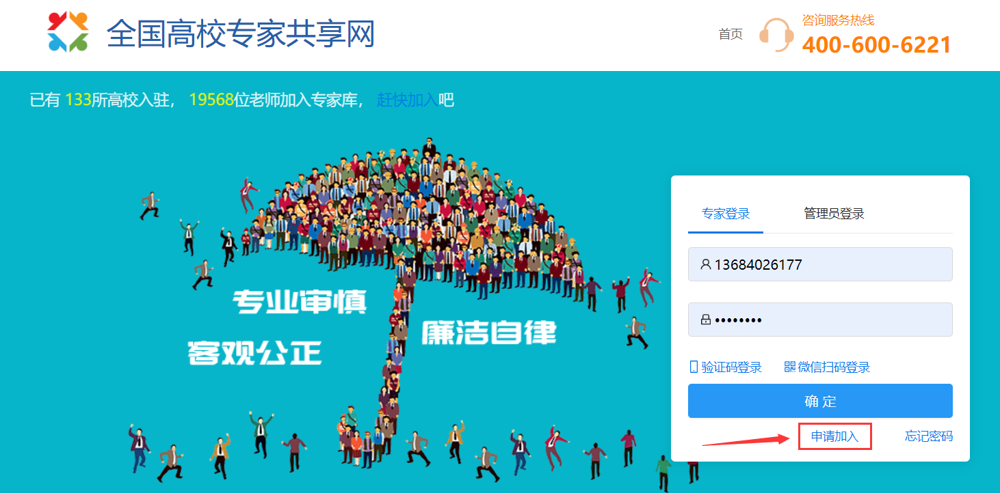 全国高校专家共享网
首页
咨询服务热线
400-600-6221
已有 133所高校入驻， 19568位老师加入专家库， 赶快加入吧
专业审慎
客观公正
廉洁自律
专家登录 管理员登录
13684026177
••••••••
验证码登录 微信扫码登录
确 定
申请加入 忘记密码